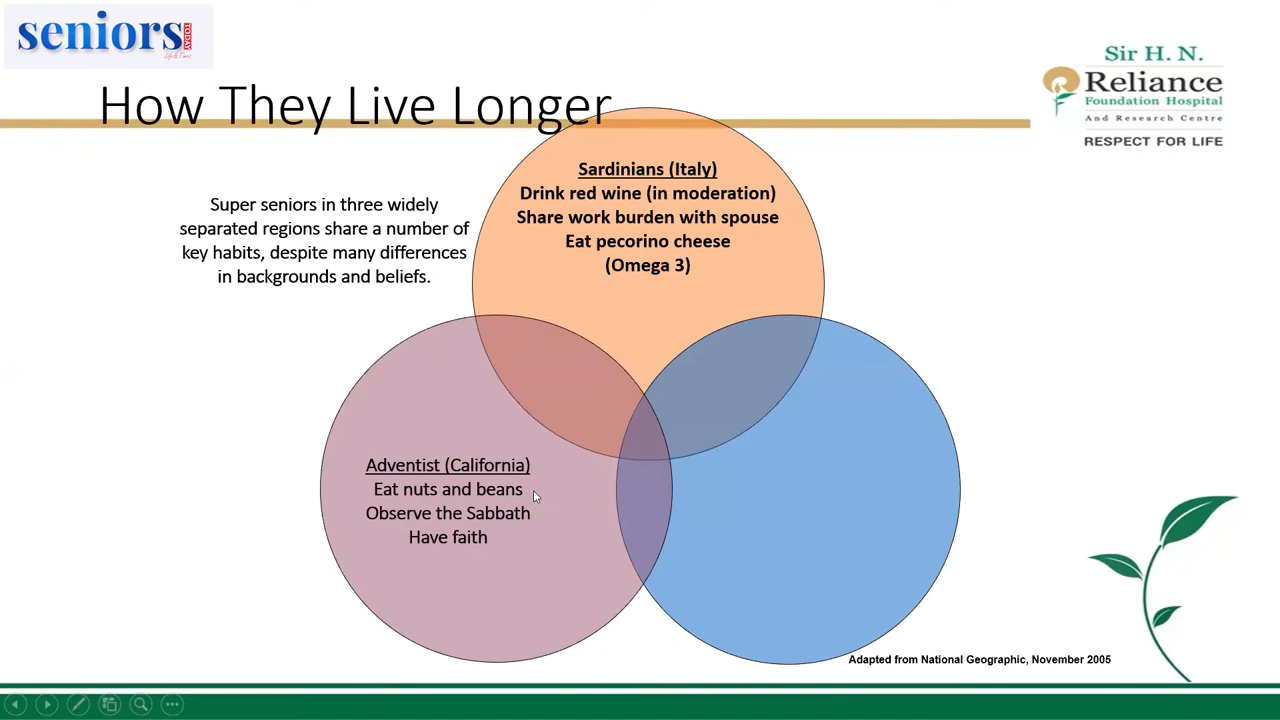 seniors
TODAY
Life & Times
Sir H. N.
Reliance
Foundation Hospital
And Research Centre
RESPECT FOR LIFE
How They Live Longer
Super seniors in three widely
separated regions share a number of
key habits, despite many differences
in backgrounds and beliefs.
Sardinians (Italy)
Drink red wine (in moderation)
Share work burden with spouse
Eat pecorino cheese
(Omega 3)
Adventist (California)
Eat nuts and beans
Observe the Sabbath
Have faith
Adapted from National Geographic, November 2005